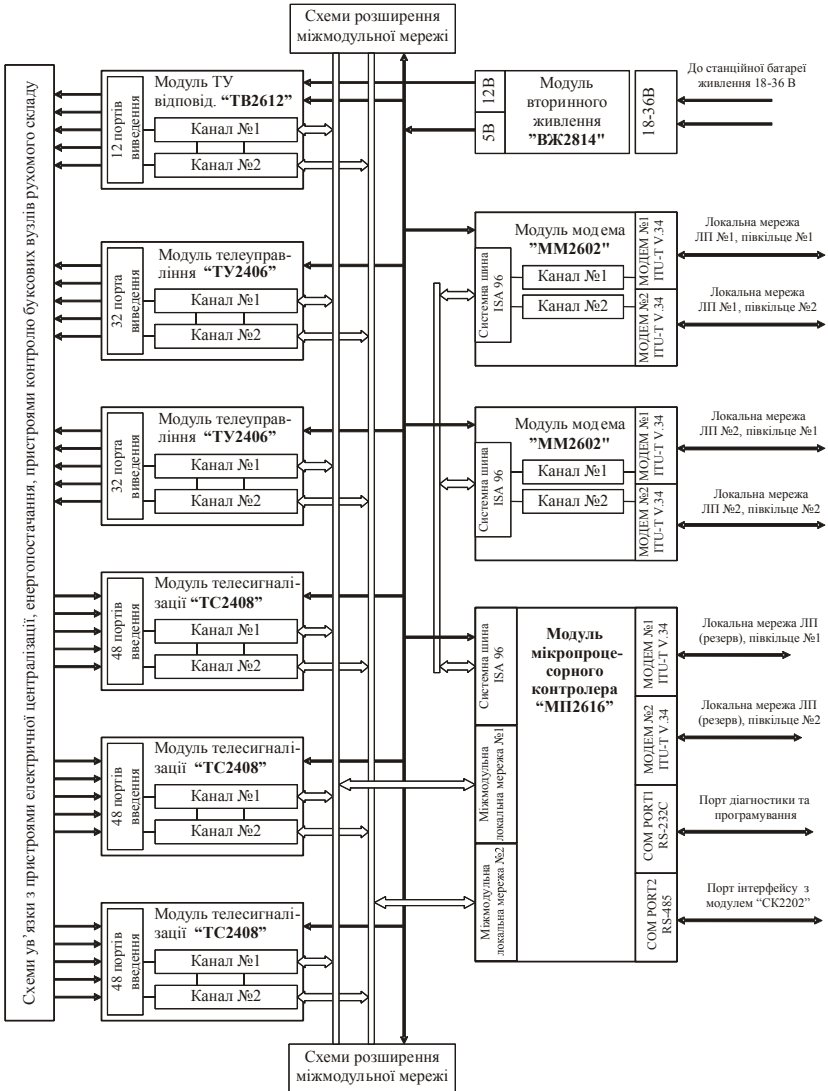 Схеми розширення
міжмодульної мережі
Схеми ув’язки з пристроями електричної централізації, енергопостачання, пристроями контролю буксових вузлів рухомого складу
12 портів
виведення
Модуль ТУ
відповід. “ТВ2612”
Канал №1
Канал №2
32 порта
виведення
Модуль телеуправ-
ління “ТУ2406”
Канал №1
Канал №2
32 порта
виведення
Модуль телеуправ-
ління “ТУ2406”
Канал №1
Канал №2
48 портів
введення
Модуль телесигналі-
зації “ТС2408”
Канал №1
Канал №2
48 портів
введення
Модуль телесигналі-
зації “ТС2408”
Канал №1
Канал №2
48 портів
введення
Модуль телесигналі-
зації “ТС2408”
Канал №1
Канал №2
Схеми розширення
міжмодульної мережі
12В
5В
Модуль
вторинного
живлення
"ВЖ2814"
18-36В
До станційної батареї
живлення 18-36 В
Системна шина
ISA 96
Модуль модема
”ММ2602”
Канал №1
Канал №2
МОДЕМ №1
ITU-T V.34
МОДЕМ №2
ITU-T V.34
Локальна мережа
ЛП №1, півкільце №1
Локальна мережа
ЛП №1, півкільце №2
Системна шина
ISA 96
Модуль модема
”ММ2602”
Канал №1
Канал №2
МОДЕМ №1
ITU-T V.34
МОДЕМ №2
ITU-T V.34
Локальна мережа
ЛП №2, півкільце №1
Локальна мережа
ЛП №2, півкільце №2
Системна шина
ISA 96
Міжмодульна
локальна мережа №1
Міжмодульна
локальна мережа №2
Модуль
мікропроце-
сорного
контролера
“МП2616”
МОДЕМ №1
ITU-T V.34
МОДЕМ №2
ITU-T V.34
COM PORT1
RS-232C
COM PORT2
RS-485
Локальна мережа ЛП
(резерв), півкільце №1
Локальна мережа ЛП
(резерв), півкільце №2
Порт діагностики та
програмування
Порт інтерфейсу з
модулем “СК2202”